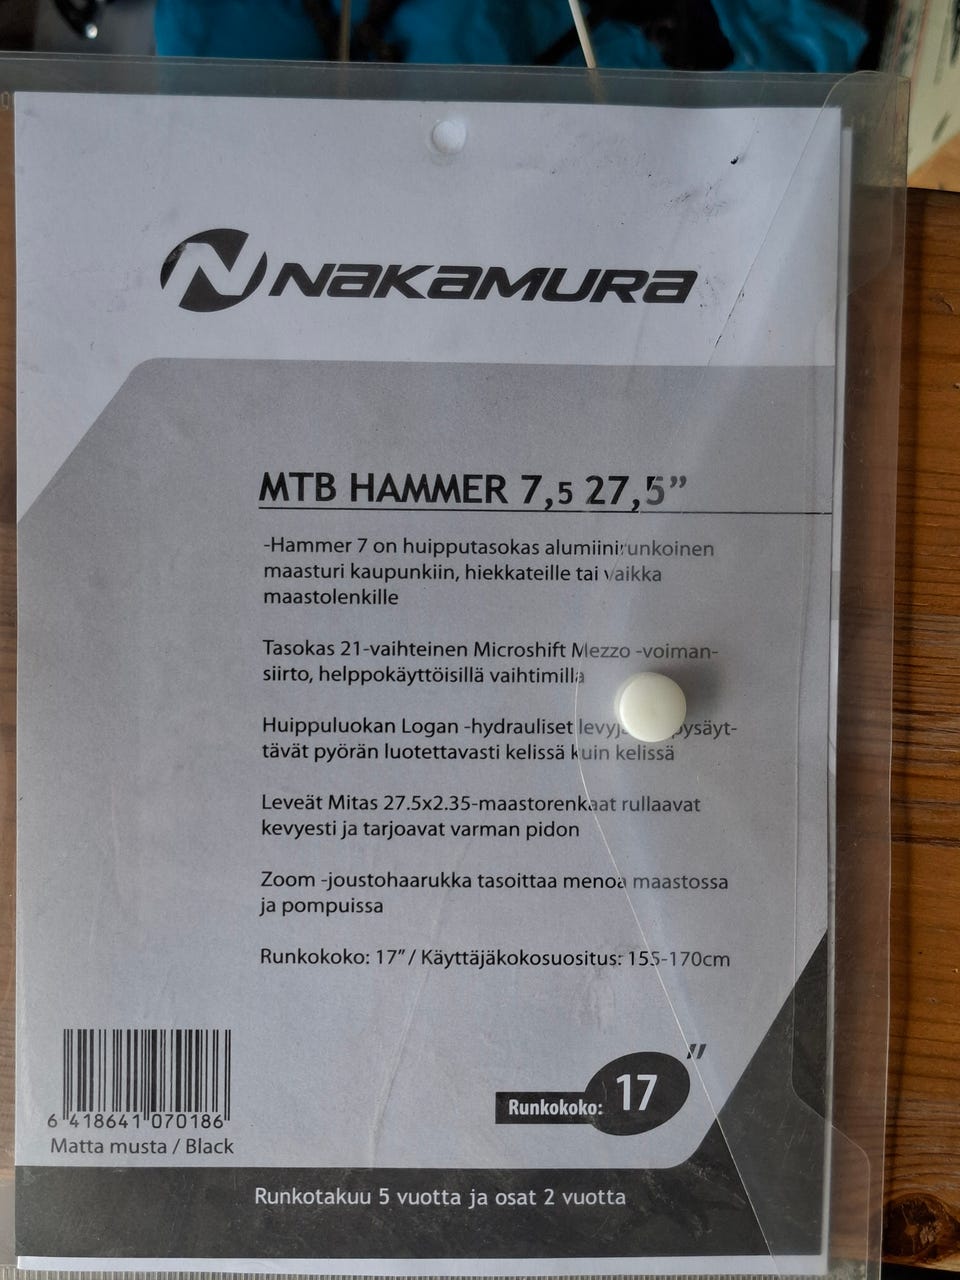 NAKAMURA
MTB HAMMER 7,5 27,5”
-Hammer 7 on huipputasokas alumiinirunkoinen
maasturi kaupunkiin, hiekkateille tai vaikka
maastolenkille
Tasokas 21-vaihteinen Microshift Mezzo -voiman-
siirto, helppokäyttöisillä vaihtimilla
Huippuluokan Logan -hydrauliset pysäyt-
tävät pyörän luotettavasti kelissä kuin kelissä
Leveät Mitas 27.5x2.35-maastorenkaat rullaavat
kevyesti ja tarjoavat varman pidon
Zoom -joustohaarukka tasoittaa menoa maastossa
ja pompuissa
Runkokoko: 17” / Käyttäjäkokosuositus: 155-170cm
Runkokoko: 17”
6 418641 070186
Matta musta / Black
Runkotakuu 5 vuotta ja osat 2 vuotta